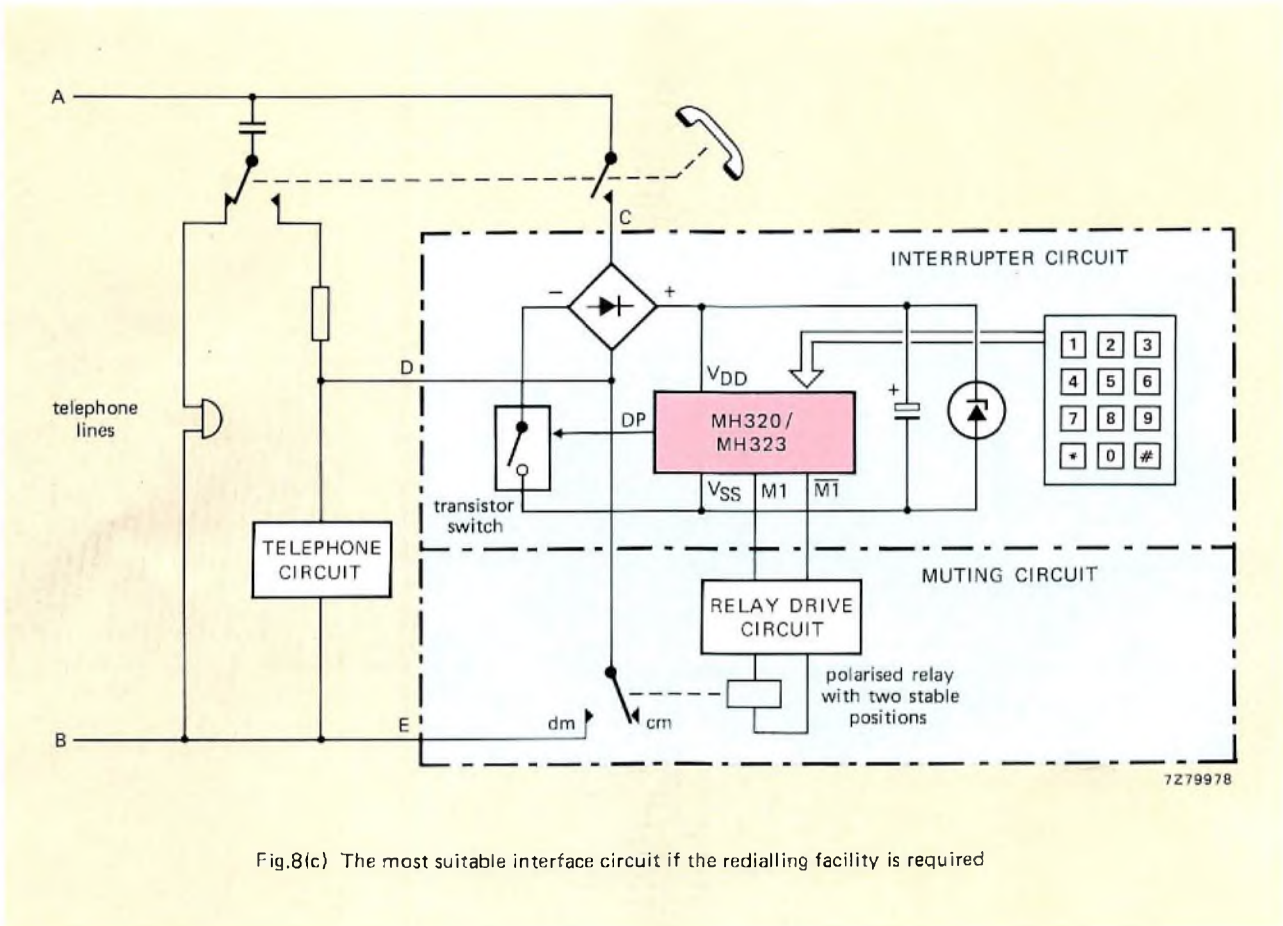 A
C
INTERRUPTER CIRCUIT
−
+
1 2 3
4 5 6
7 8 9
* 0 #
D
VDD
telephone
lines
DP
MH320/
MH323
VSS
M1
M1̅
transistor
switch
TELEPHONE
CIRCUIT
+
MUTING CIRCUIT
RELAY DRIVE
CIRCUIT
polarised relay
with two stable
positions
dm
cm
E
B
7Z79978
Fig.8(c) The most suitable interface circuit if the redialling facility is required